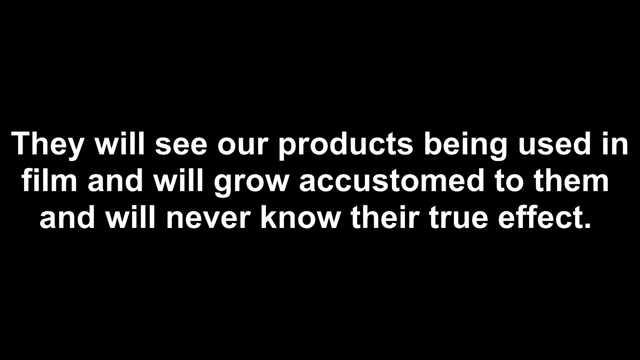 They will see our products being used in
film and will grow accustomed to them
and will never know their true effect.